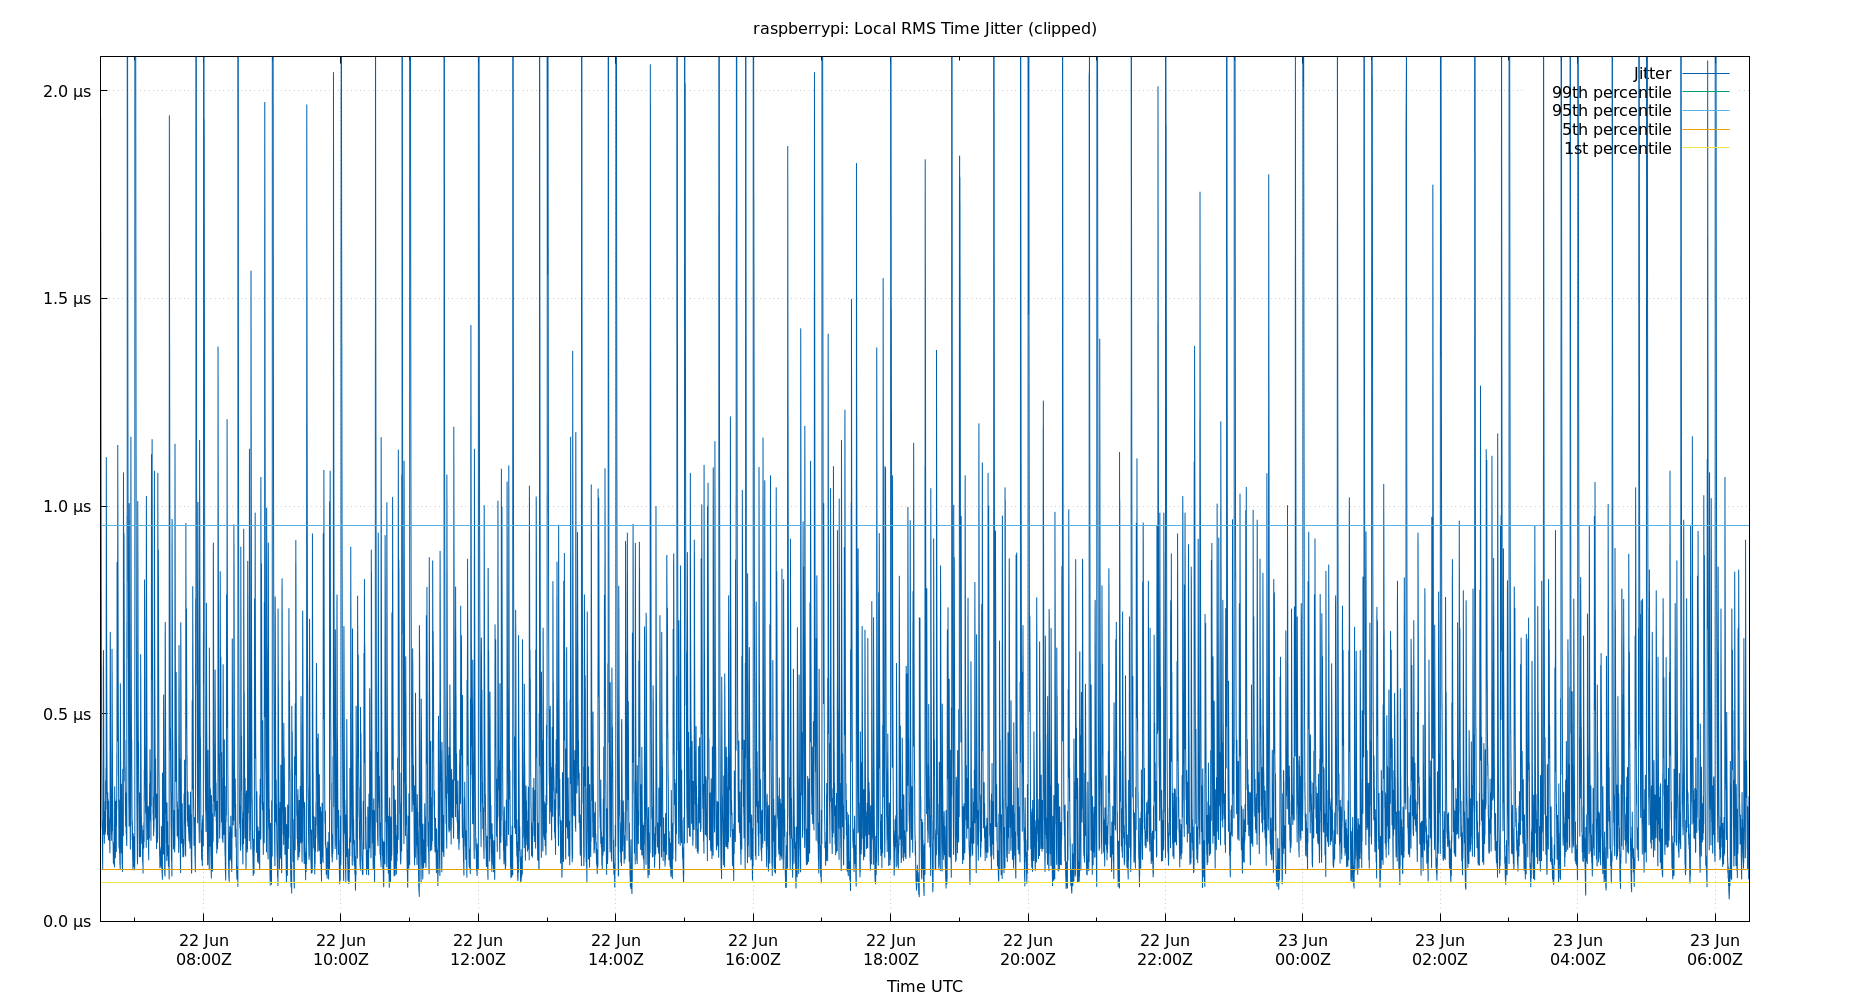 raspberrypi: Local RMS Time Jitter (clipped)
2.0 µs
1.5 µs
1.0 µs
0.5 µs
0.0 µs
Jitter
99th percentile
95th percentile
5th percentile
1st percentile
22 Jun 22 Jun 22 Jun 22 Jun 22 Jun 22 Jun 22 Jun 22 Jun 23 Jun 23 Jun 23 Jun 23 Jun
08:00Z 10:00Z 12:00Z 14:00Z 16:00Z 18:00Z 20:00Z 22:00Z 00:00Z 02:00Z 04:00Z 06:00Z
Time UTC